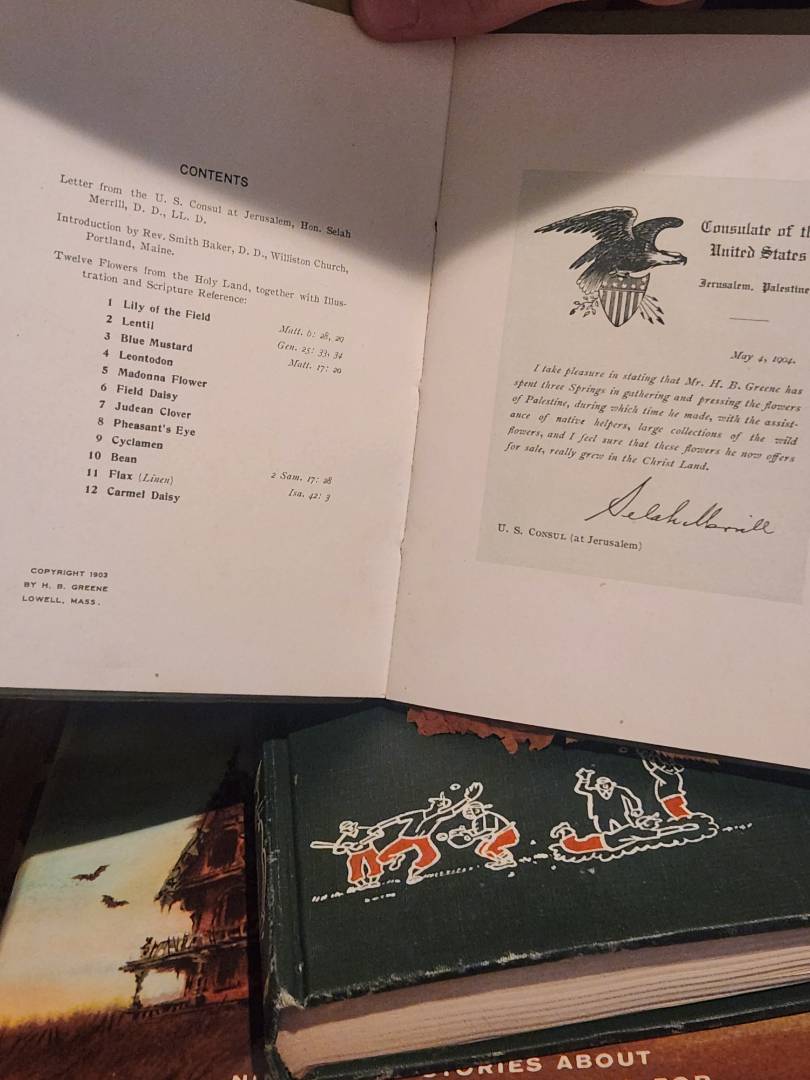 CONTENTS
Letter from the U. S. Consul at Jerusalem, Hon. Selah
Merrill, D. D., LL. D.
Introduction by Rev. Smith Baker, D. D., Williston Church,
Portland, Maine.
Twelve Flowers from the Holy Land, together with Illus-
tration and Scripture Reference:
1 Lily of the Field Matt. 6: 28, 29
2 Lentil Gen. 25: 33, 34
3 Blue Mustard Matt. 17: 20
4 Leontodon
5 Madonna Flower
6 Field Daisy
7 Judean Clover
8 Pheasant's Eye
9 Cyclamen
10 Bean 2 Sam. 17: 28
11 Flax (Linen) Isa. 42: 3
12 Carmel Daisy
COPYRIGHT 1903
BY H. B. GREENE
LOWELL, MASS.
Consulate of
United States
Jerusalem, Palestine
May 4, 1904.
I take pleasure in stating that Mr. H. B. Greene has
spent three Springs in gathering and pressing the flowers
of Palestine, during which time he made, with the assist-
ance of native helpers, large collections of the wild
flowers, and I feel sure that these flowers he now offers
for sale, really grew in the Christ Land.
Selah Merrill
U. S. CONSUL (at Jerusalem)
STORIES ABOUT